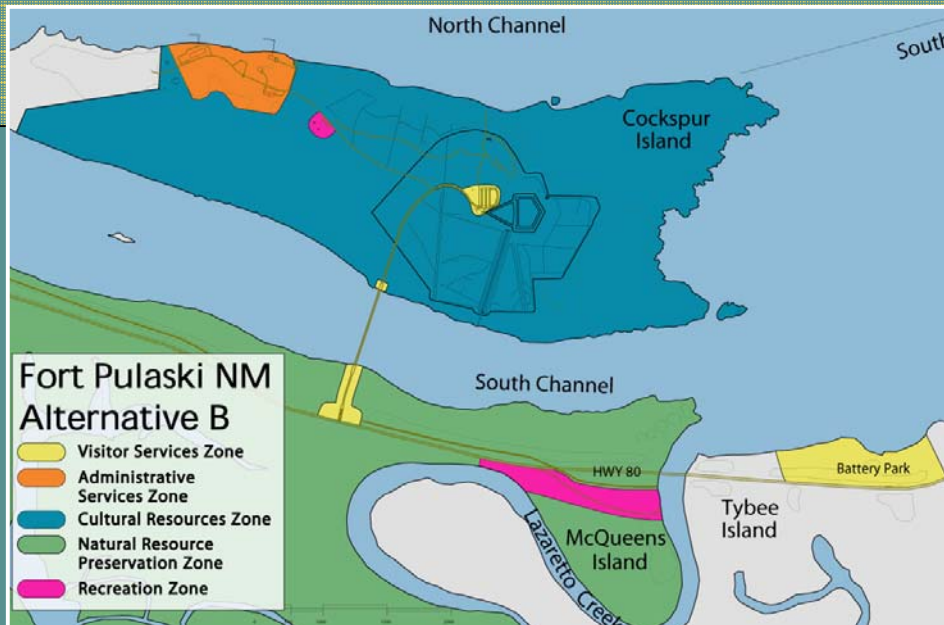 North Channel
South
Cockspur
Island
South Channel
HWY 80
Battery Park
Tybee
Island
McQueens
Island
Lazaretto Creek
Fort Pulaski NM
Alternative B
Visitor Services Zone
Administrative
Services Zone
Cultural Resources Zone
Natural Resource
Preservation Zone
Recreation Zone